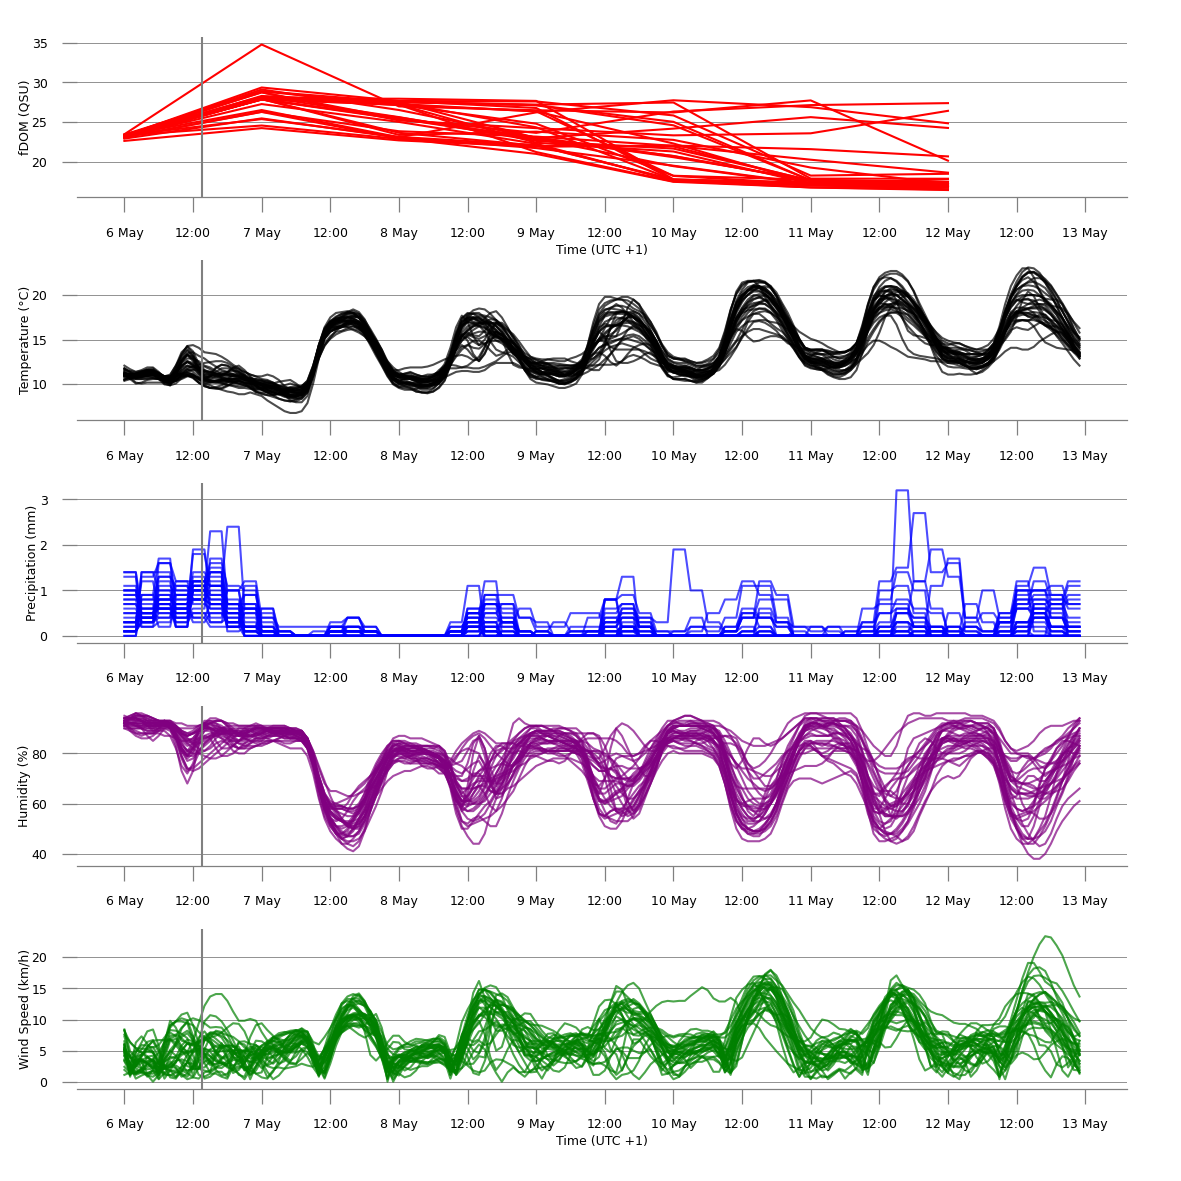 fDOM (QSU)
35
30
25
20
6 May 12:00 7 May 12:00 8 May 12:00 9 May 12:00 10 May 12:00 11 May 12:00 12 May 12:00 13 May
Time (UTC +1)
Temperature (°C)
20
15
10
6 May 12:00 7 May 12:00 8 May 12:00 9 May 12:00 10 May 12:00 11 May 12:00 12 May 12:00 13 May
Precipitation (mm)
3
2
1
0
6 May 12:00 7 May 12:00 8 May 12:00 9 May 12:00 10 May 12:00 11 May 12:00 12 May 12:00 13 May
Humidity (%)
80
60
40
6 May 12:00 7 May 12:00 8 May 12:00 9 May 12:00 10 May 12:00 11 May 12:00 12 May 12:00 13 May
Wind Speed (km/h)
20
15
10
5
0
6 May 12:00 7 May 12:00 8 May 12:00 9 May 12:00 10 May 12:00 11 May 12:00 12 May 12:00 13 May
Time (UTC +1)